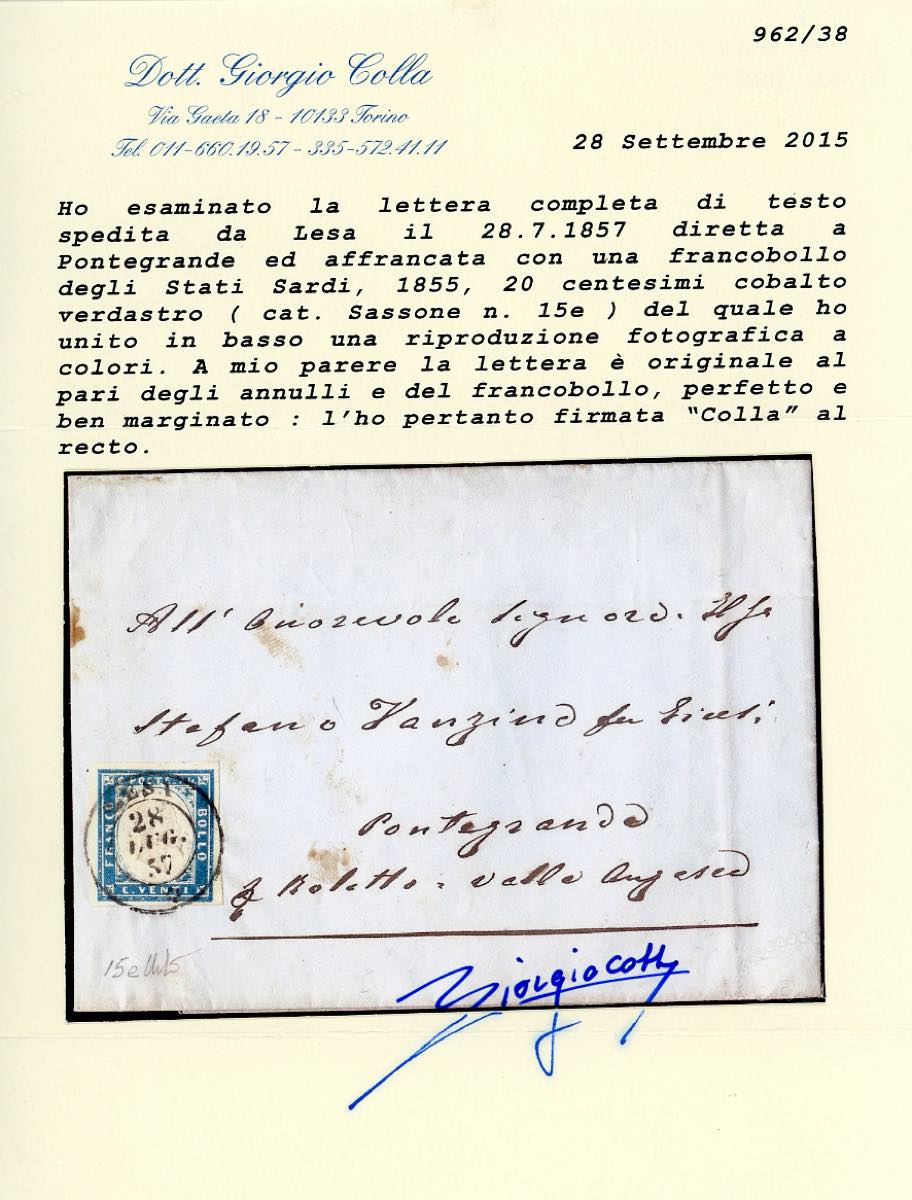 962/38
Dott. Giorgio Colla
Via Gaeta 18 - 10133 Torino
Tel. 011-660.19.57 - 335-572.41.11
28 Settembre 2015
Ho esaminato la lettera completa di testo
spedita da Lesa il 28.7.1857 diretta a
Pontegrande ed affrancata con una francobollo
degli Stati Sardi, 1855, 20 centesimi cobalto
verdastro ( cat. Sassone n. 15e ) del quale ho
unito in basso una riproduzione fotografica a
colori. A mio parere la lettera è originale al
pari degli annulli e del francobollo, perfetto e
ben marginato : l'ho pertanto firmata “Colla” al
recto.
All'
Stefano
Pontegrande
LESA
28
LUG.
57
POSTE
FRANCO
BOLLO
C. VENTI
15e
Giorgio Colla